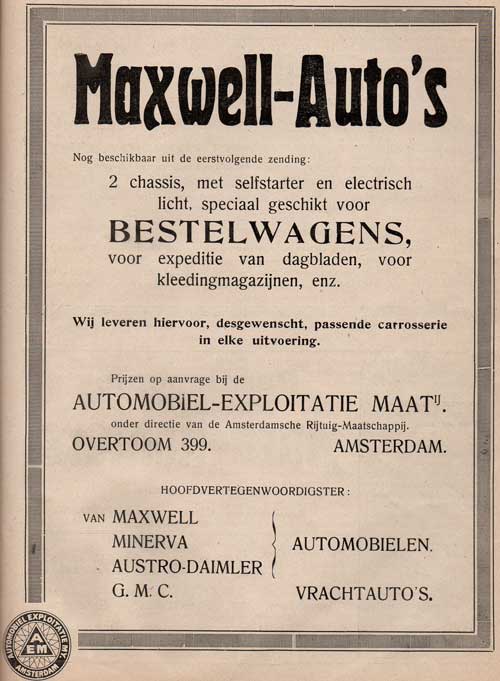 Maxwell-Auto's
Nog beschikbaar uit de eerstvolgende zending:
2 chassis, met selfstarter en electrisch
licht, speciaal geschikt voor
BESTELWAGENS,
voor expeditie van dagbladen, voor
kleedingmagazijnen, enz.
Wij leveren hiervoor, desgewenscht, passende carrosserie
in elke uitvoering.
Prijzen op aanvrage bij de
AUTOMOBIEL-EXPLOITATIE MAATIJ.
onder directie van de Amsterdamsche Rijtuig-Maatschappij.
OVERTOOM 399. AMSTERDAM.
HOOFDVERTEGENWOORDIGSTER:
VAN MAXWELL
MINERVA
AUSTRO-DAIMLER
AUTOMOBIELEN.
G. M. C. VRACHTAUTO'S.
AUTOMOBIEL EXPLOITATIE MY.
AEM
AMSTERDAM